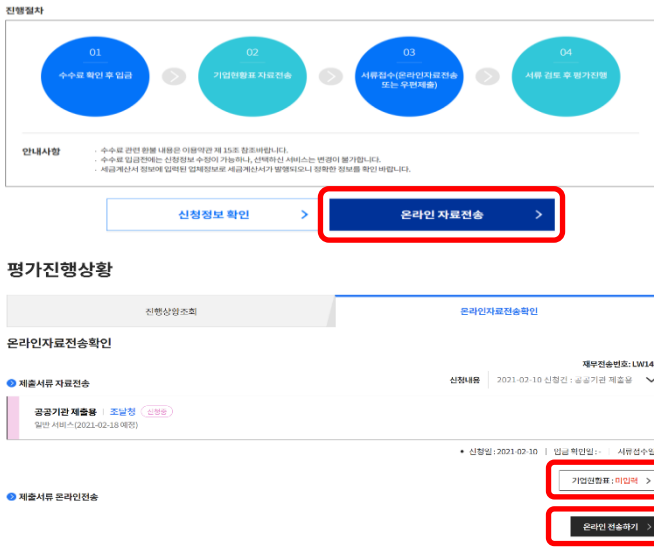 진행절차
01
수수료 확인 후 입금
02
기업현황표 자료전송
03
서류접수(온라인자료전송
또는 우편제출)
04
서류 검토 후 평가진행
안내사항
· 수수료 관련 환불 내용은 이용약관 제 15조 참조바랍니다.
· 수수료 입금전에는 신청정보 수정이 가능하나, 선택하신 서비스는 변경이 불가합니다.
· 세금계산서 정보에 입력된 업체정보로 세금계산서가 발행되오니 정확한 정보를 확인 바랍니다.
신청정보 확인 >
온라인 자료전송 >
평가진행상황
진행상황조회
온라인자료전송확인
온라인자료전송확인
재무전송번호: LW14
제출서류 자료전송
신청내용 2021-02-10 신청건 : 공공기관 제출용
공공기관 제출용 | 조달청 신청중
일반 서비스(2021-02-18 예정)
• 신청일 : 2021-02-10 | 입금 확인일 : - 서류접수일
기업현황표 : 미입력 >
제출서류 온라인전송
온라인 전송하기 >